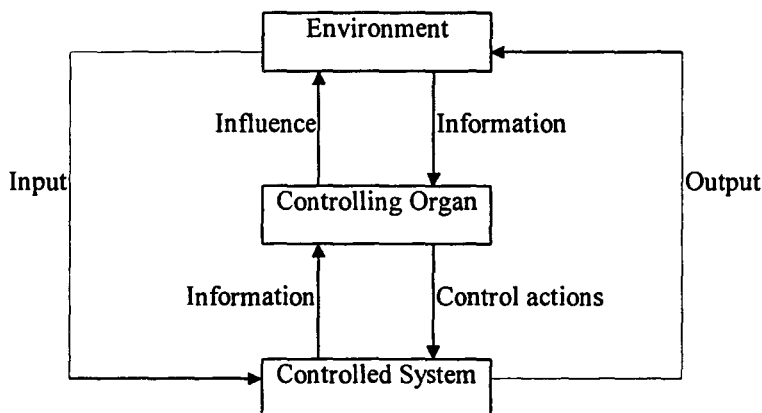 Environment
Influence
Information
Input
Output
Controlling Organ
Information
Control actions
Controlled System